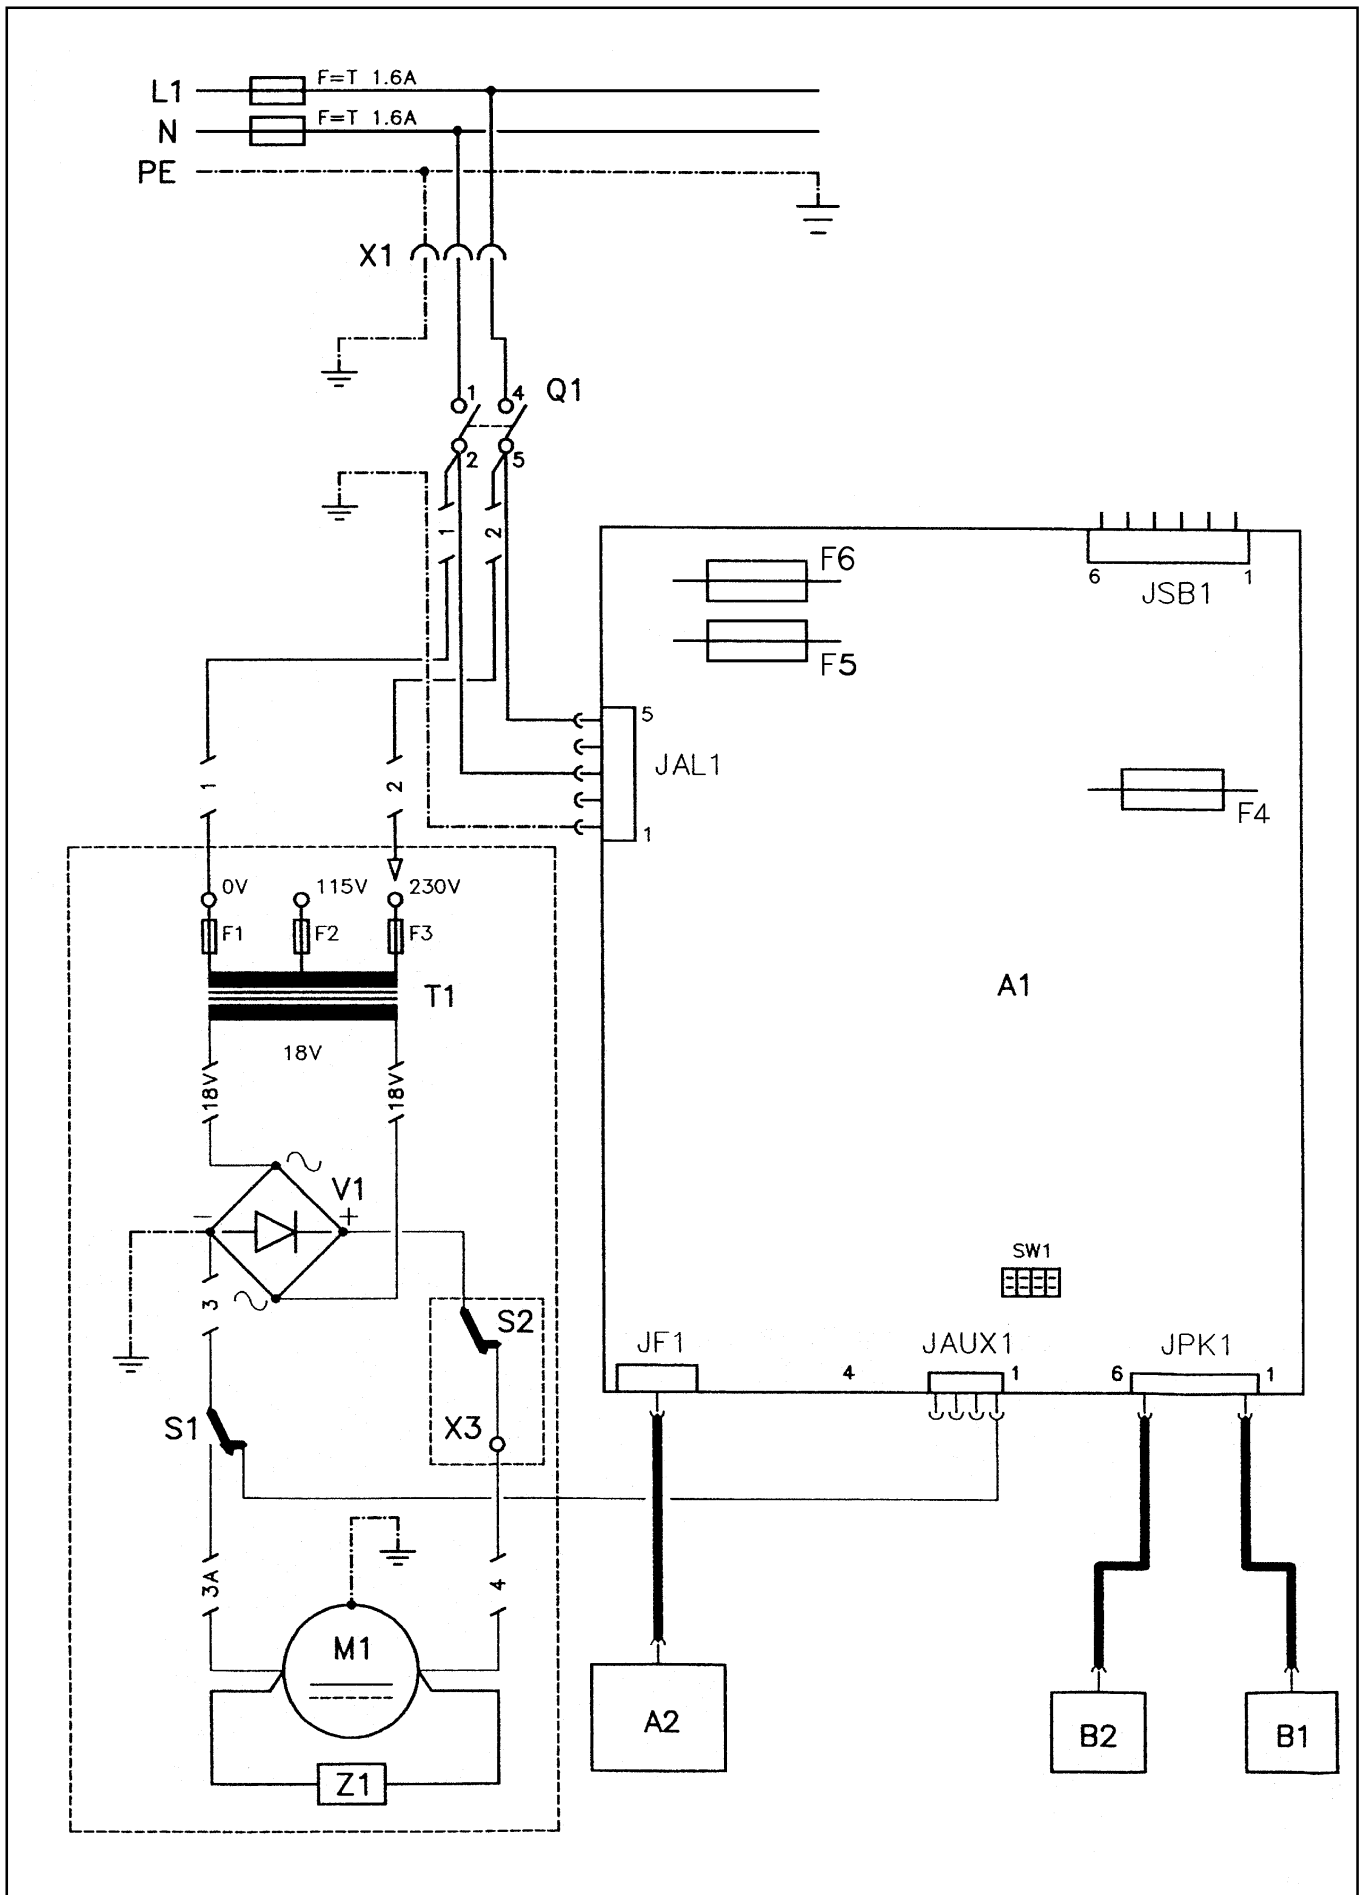 L1 F=T 1.6A
N F=T 1.6A
PE
X1
1 4 Q1
2 5
1 2
F6
F5
6 1
JSB1
5
JAL1
1
F4
1 2
0V 115V 230V
F1 F2 F3
T1
A1
18V
18V 18V
V1
– +
3
SW1
S2
JF1 JAUX1 JPK1
4 1 6 1
S1 X3
3A 4
M1
A2 B2 B1
Z1